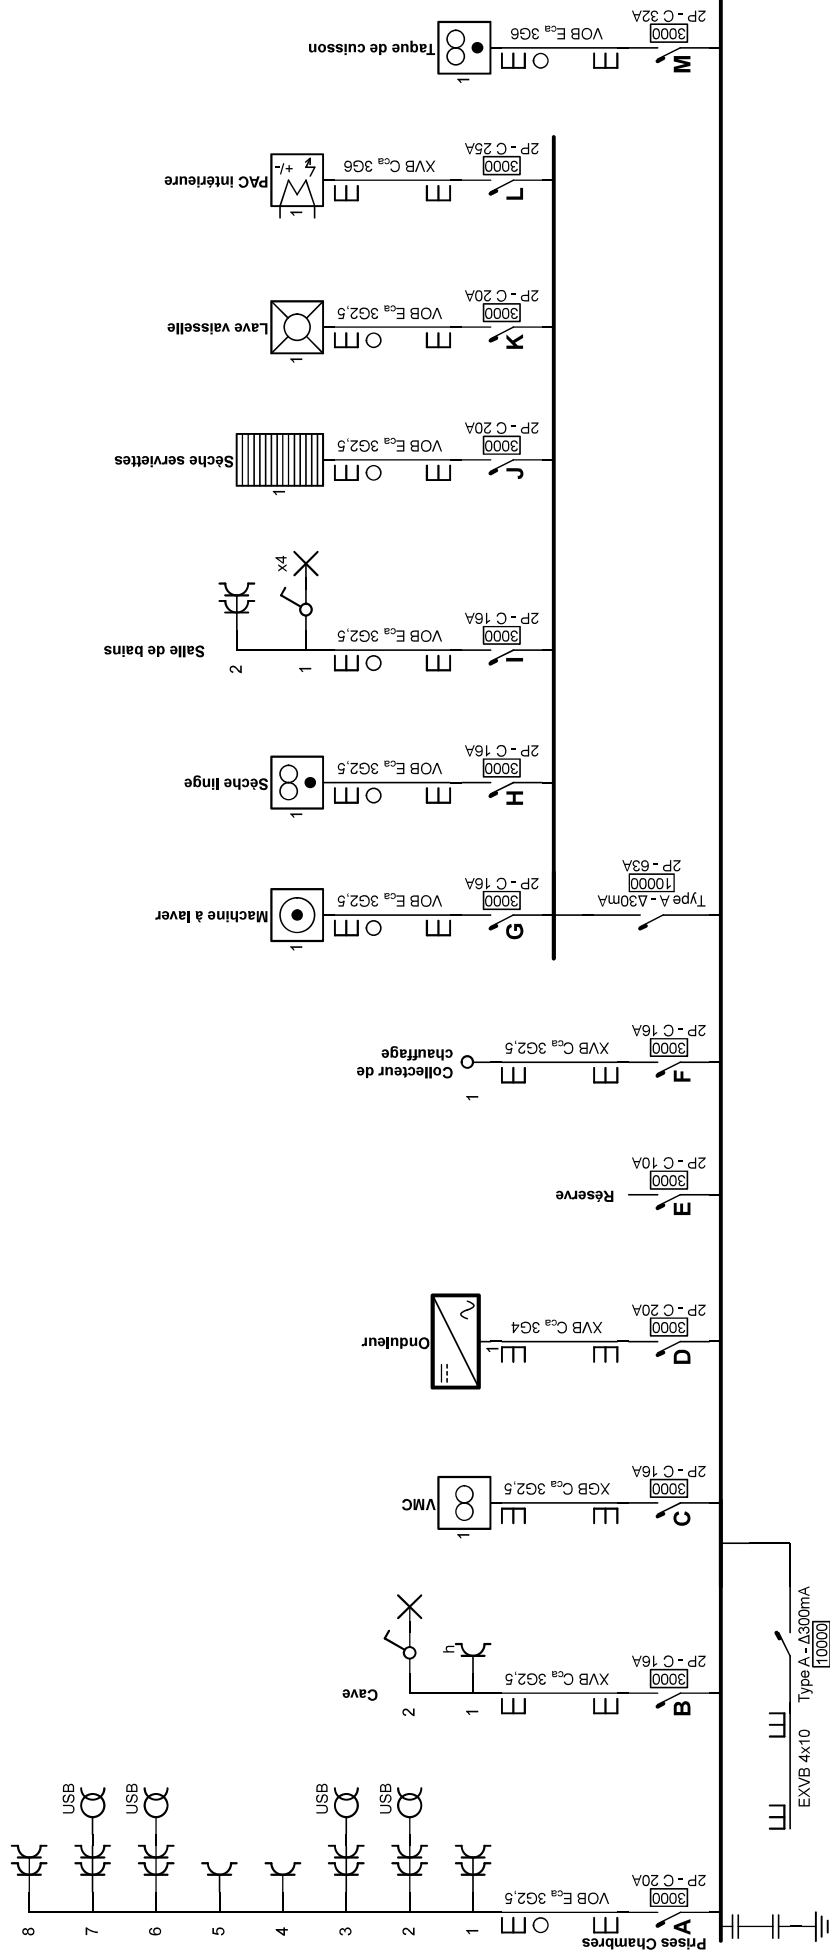 Prises Chambres
A
3000
2P - C 20A
VOB Eca 3G2,5
1
2
USB
3
USB
4
5
6
USB
7
USB
8
EXVB 4x10
Type A - Δ300mA
10000
Cave
B
3000
2P - C 16A
XVB Cca 3G2,5
1
h
2
VMC
C
3000
2P - C 16A
XGB Cca 3G2,5
1
Onduleur
D
3000
2P - C 20A
XVB Cca 3G4
1
Réserve
E
3000
2P - C 10A
Collecteur de
chauffage
F
3000
2P - C 16A
XVB Cca 3G2,5
1
Type A - Δ30mA
10000
2P - 63A
Machine à laver
G
3000
2P - C 16A
VOB Eca 3G2,5
1
Sèche linge
H
3000
2P - C 16A
VOB Eca 3G2,5
1
Salle de bains
I
3000
2P - C 16A
VOB Eca 3G2,5
1
x4
2
Sèche serviettes
J
3000
2P - C 20A
VOB Eca 3G2,5
1
Lave vaisselle
K
3000
2P - C 20A
VOB Eca 3G2,5
1
PAC intérieure
L
3000
2P - C 25A
XVB Cca 3G6
1
+/-
Taque de cuisson
M
3000
2P - C 32A
VOB Eca 3G6
1